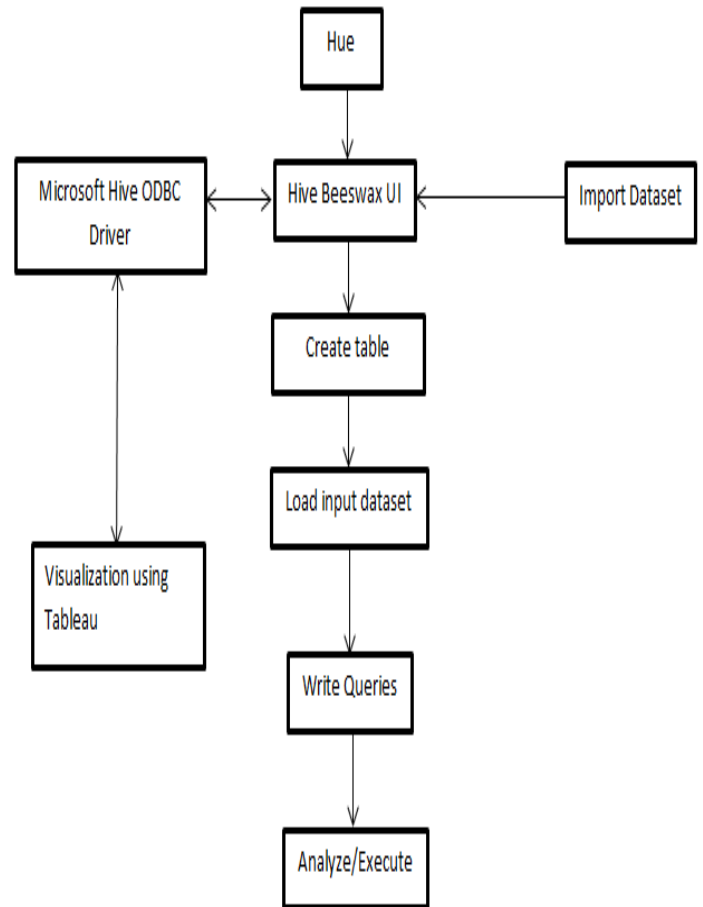 Hue
Microsoft Hive ODBC
Driver
Hive Beeswax UI
Import Dataset
Create table
Load input dataset
Visualization using
Tableau
Write Queries
Analyze/Execute